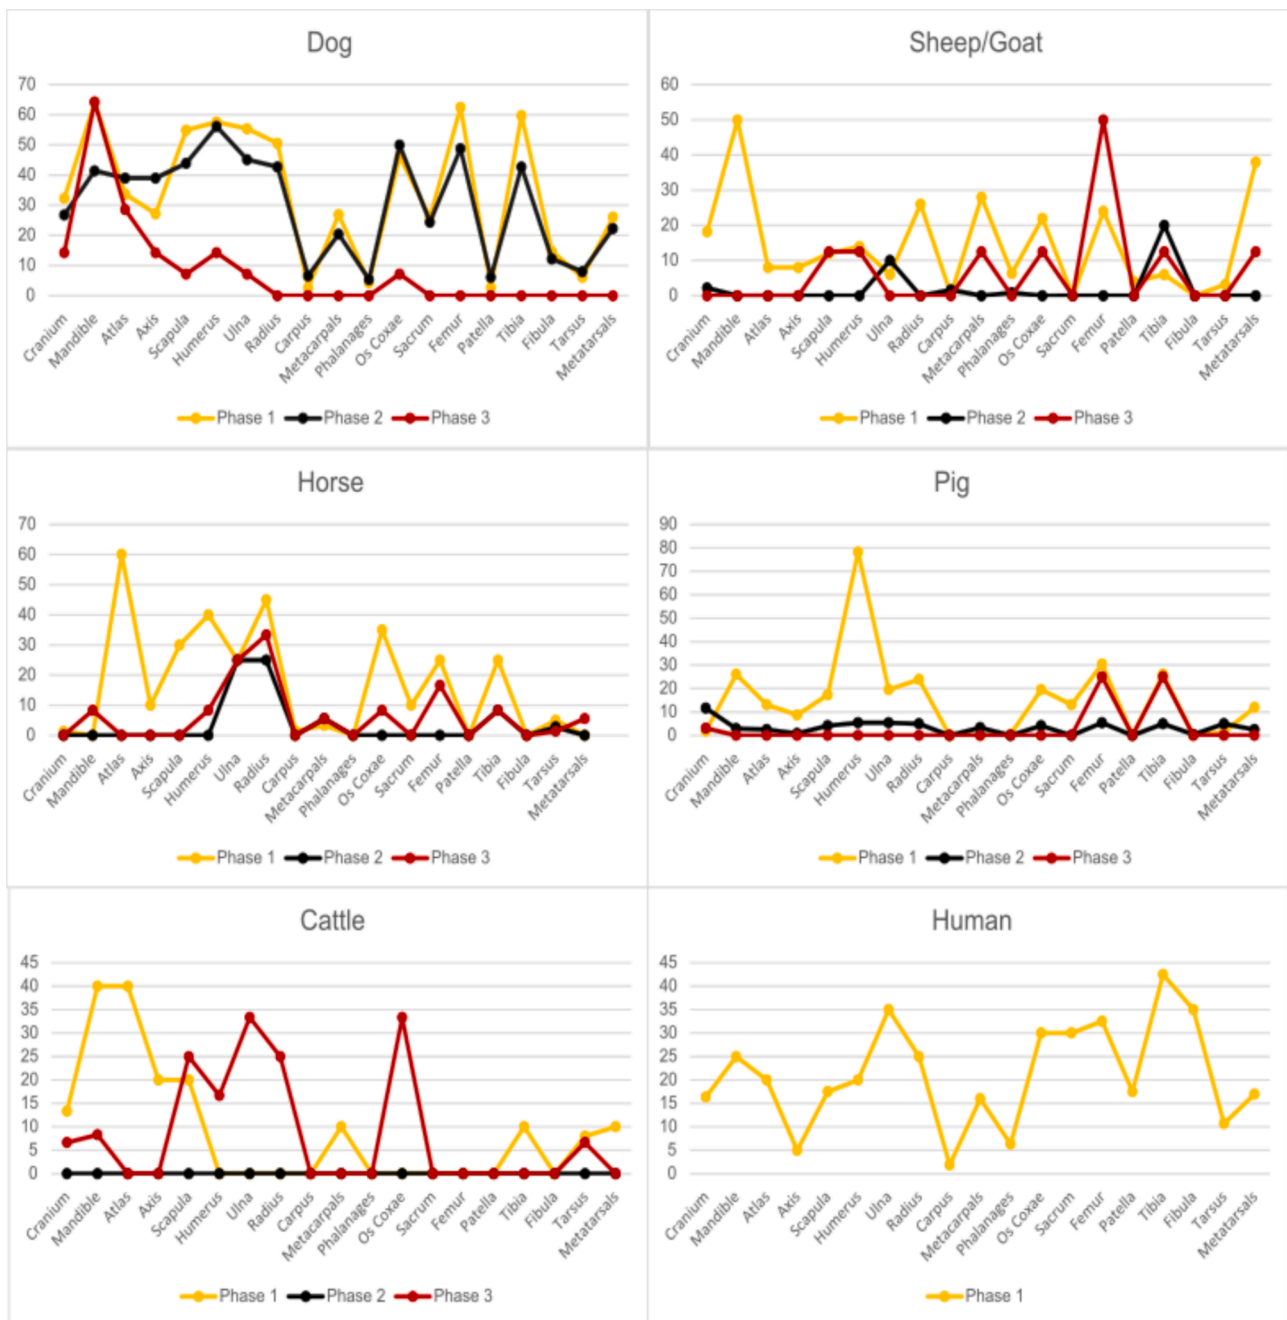 Dog
70
60
50
40
30
20
10
0
Cranium Mandible Atlas Axis Scapula Humerus Ulna Radius Carpus Metacarpals Phalanages Os Coxae Sacrum Femur Patella Tibia Fibula Tarsus Metatarsals
Phase 1 Phase 2 Phase 3
Sheep/Goat
60
50
40
30
20
10
0
Cranium Mandible Atlas Axis Scapula Humerus Ulna Radius Carpus Metacarpals Phalanages Os Coxae Sacrum Femur Patella Tibia Fibula Tarsus Metatarsals
Phase 1 Phase 2 Phase 3
Horse
70
60
50
40
30
20
10
0
Cranium Mandible Atlas Axis Scapula Humerus Ulna Radius Carpus Metacarpals Phalanages Os Coxae Sacrum Femur Patella Tibia Fibula Tarsus Metatarsals
Phase 1 Phase 2 Phase 3
Pig
90
80
70
60
50
40
30
20
10
0
Cranium Mandible Atlas Axis Scapula Humerus Ulna Radius Carpus Metacarpals Phalanages Os Coxae Sacrum Femur Patella Tibia Fibula Tarsus Metatarsals
Phase 1 Phase 2 Phase 3
Cattle
45
40
35
30
25
20
15
10
5
0
Cranium Mandible Atlas Axis Scapula Humerus Ulna Radius Carpus Metacarpals Phalanages Os Coxae Sacrum Femur Patella Tibia Fibula Tarsus Metatarsals
Phase 1 Phase 2 Phase 3
Human
45
40
35
30
25
20
15
10
5
0
Cranium Mandible Atlas Axis Scapula Humerus Ulna Radius Carpus Metacarpals Phalanages Os Coxae Sacrum Femur Patella Tibia Fibula Tarsus Metatarsals
Phase 1